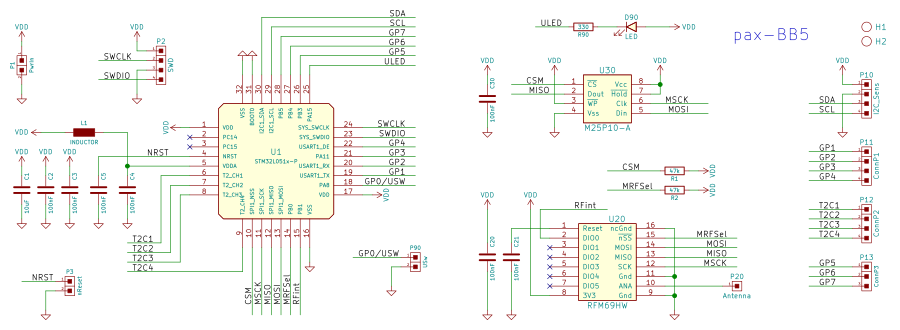 pax-BB5
H1
H2
VDD
P1
PwrIn
VDD
P2
SWD
SWCLK
SWDIO
VDD
L1
INDUCTOR
NRST
VDD VDD VDD
C1 10uF
C2 100nF
C3 100nF
C5 100nF
C4 100nF
T2C1
T2C2
T2C3
T2C4
NRST
P3
nReset
SDA
SCL
GP7
GP6
GP5
ULED
32 31 30 29 28 27 26 25
VSS BOOT0 I2C1_SCL I2C1_SCL PB5 PB4 PB3 PA15
VDD
1 VDD
2 PC14
3 PC15
4 NRST
5 VDDA
6 T2_CH1
7 T2_CH2
8 T2_CH3
U1
STM32L051x-P
SYS_SWCLK 24 SWCLK
SYS_SWDIO 23 SWDIO
USART1_DE 22 GP4
PA11 21 GP3
USART1_RX 20 GP2
USART1_TX 19 GP1
PA8 18 GP0/USW
VDD 17 VDD
T2_CH4 SPI1_NSS SPI1_SCK SPI1_MISO SPI1_MOSI PB0 PB1 VSS
9 10 11 12 13 14 15 16
CSM
MSCK
MISO
MOSI
MRFSel
RFint
GP0/USW
P90
USw
ULED
330
R90
D90
LED
VDD
VDD
C30
100nF
CSM
MISO
VDD
U30
1 CS
2 Dout
3 WP
4 Vss
Vcc 8
Hold 7
Clk 6 MSCK
Din 5 MOSI
M25P10-A
VDD
CSM
47k
R1
MRFSel
47k
R2
VDD
VDD VDD
C20 100nF
C21 100nF
RFint
U20
1 Reset
2 DIO0
3 DIO1
4 DIO2
5 DIO3
6 DIO4
7 DIO5
8 3V3
ncGnd 16
nSS 15 MRFSel
MOSI 14 MOSI
MISO 13 MISO
SCK 12 MSCK
Gnd 11
ANA 10
Gnd 9
RFM69HW
P20
Antenna
VDD
P10
I2C_Sens
SDA
SCL
P11
ConnP1
GP1
GP2
GP3
GP4
P12
ConnP2
T2C1
T2C2
T2C3
T2C4
P13
ConnP3
GP5
GP6
GP7